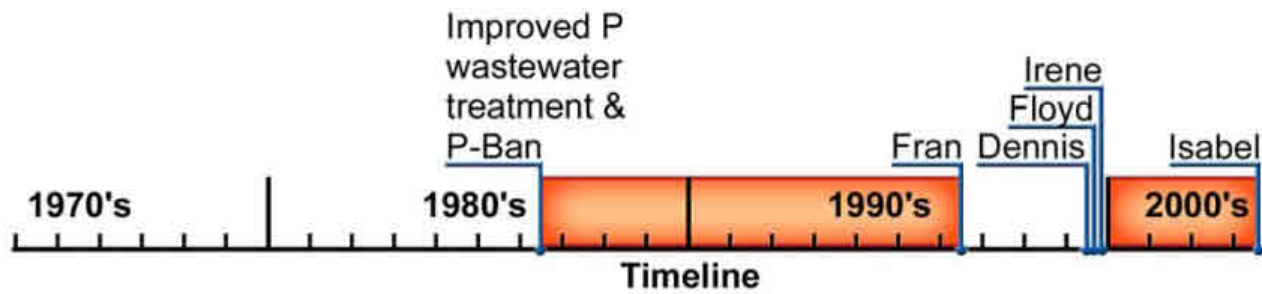 Improved P
wastewater
treatment &
P-Ban
Fran
Dennis
Floyd
Irene
Isabel
1970's
1980's
1990's
2000's
Timeline